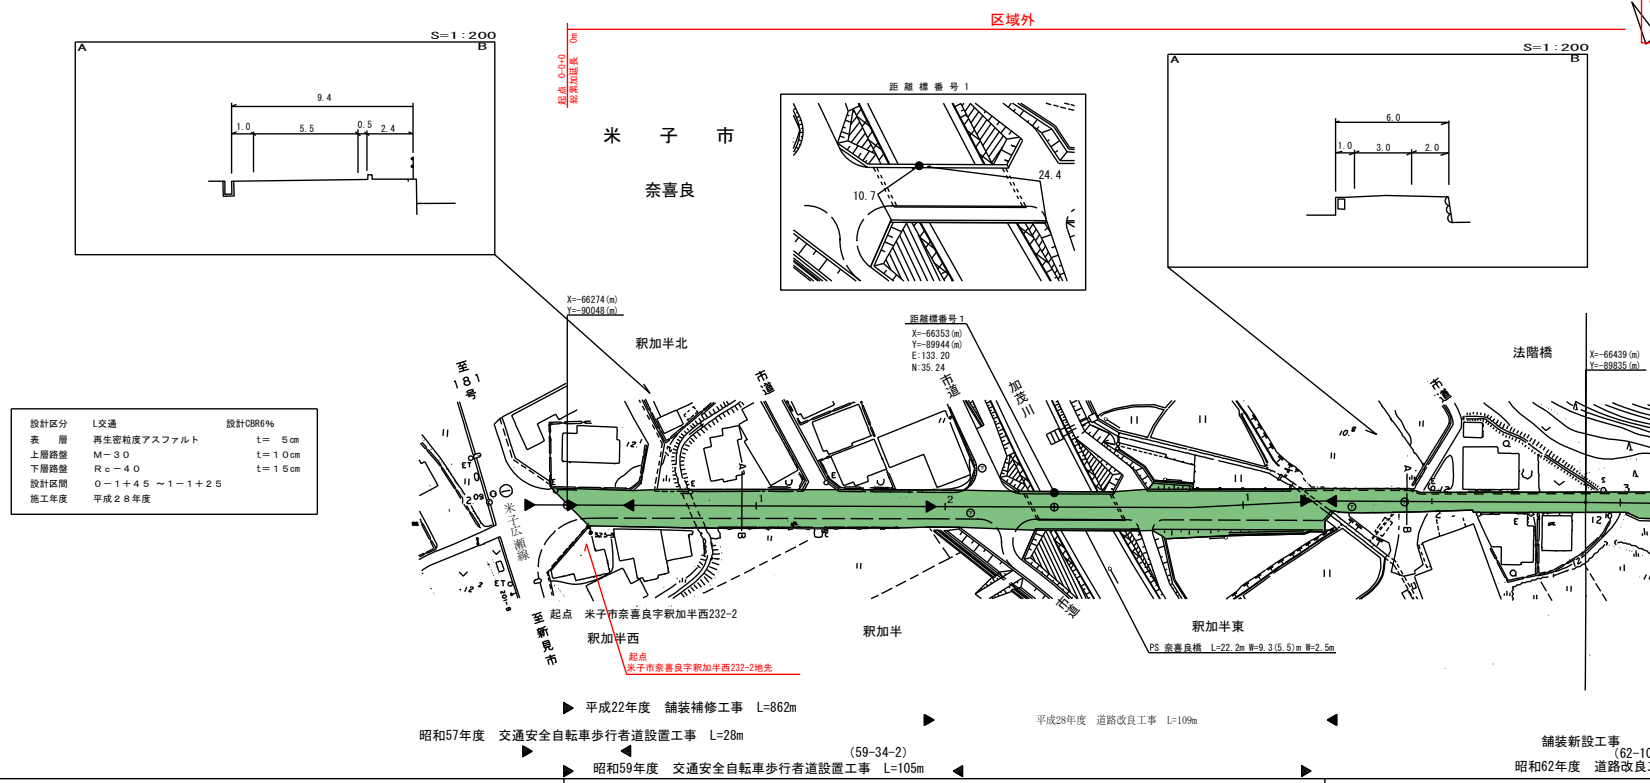 区域外
S=1:200
A
B
9.4
1.0
5.5
0.5
2.4
起点 0-0+0
総累加延長 0m
米子市
奈喜良
距離標番号1
10.7
24.4
S=1:200
A
B
6.0
1.0
3.0
2.0
X=-66274(m)
Y=-90048(m)
釈加半北
距離標番号1
X=-66353(m)
Y=-89944(m)
E:133.20
N:35.24
法階橋
X=-66439(m)
Y=-89835(m)
至181号
市道
市道
加茂川
市道
設計区分 L交通 設計CBR6%
表層 再生密粒度アスファルト t= 5cm
上層路盤 M-30 t=10cm
下層路盤 Rc-40 t=15cm
設計区間 0-1+45 ~1-1+25
施工年度 平成28年度
12.1
10.8
A
A
1
2
1
2
3
B
B
米子広瀬線
至新見市
市道
起点 米子市奈喜良字釈加半西232-2
釈加半西
釈加半
釈加半東
起点
米子市奈喜良字釈加半西232-2地先
PS 奈喜良橋 L=22.2m W=9.3(5.5)m W=2.5m
平成22年度 舗装補修工事 L=862m
平成28年度 道路改良工事 L=109m
昭和57年度 交通安全自転車歩行者道設置工事 L=28m
(59-34-2)
昭和59年度 交通安全自転車歩行者道設置工事 L=105m
舗装新設工事
(62-10
昭和62年度 道路改良